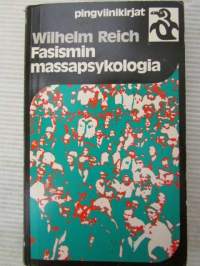 pingviinikirjat
Wilhelm Reich
Fasismin
massapsykologia